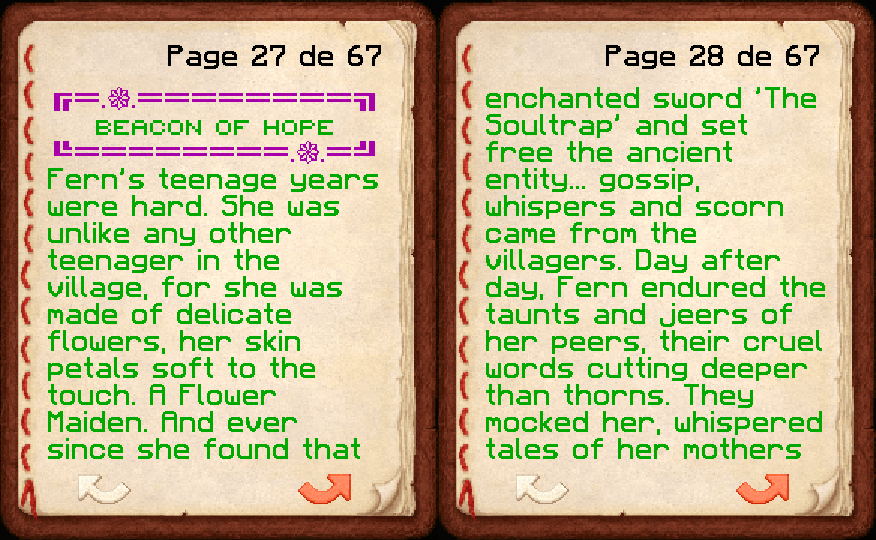 Page 27 de 67
╔═.❁.═════════╗
BEACON OF HOPE
╚═════════.❁.═╝
Fern's teenage years
were hard. She was
unlike any other
teenager in the
village, for she was
made of delicate
flowers, her skin
petals soft to the
touch. A Flower
Maiden. And ever
since she found that
Page 28 de 67
enchanted sword 'The
Soultrap' and set
free the ancient
entity... gossip,
whispers and scorn
came from the
villagers. Day after
day, Fern endured the
taunts and jeers of
her peers, their cruel
words cutting deeper
than thorns. They
mocked her, whispered
tales of her mothers